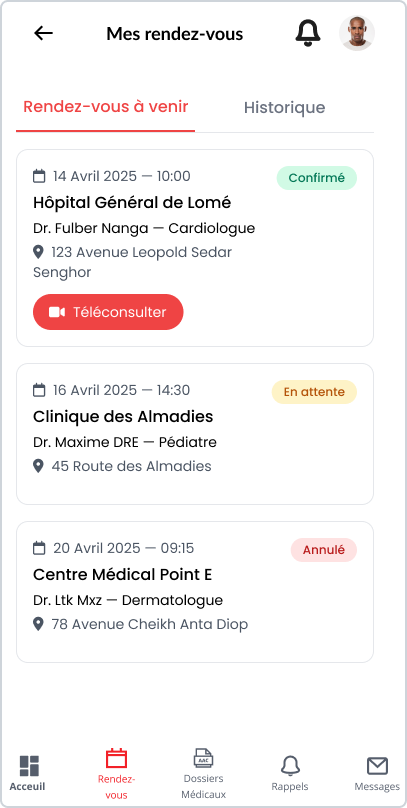 Mes rendez-vous
Rendez-vous à venir
Historique
14 Avril 2025 — 10:00
Confirmé
Hôpital Général de Lomé
Dr. Fulber Nanga — Cardiologue
123 Avenue Leopold Sedar
Senghor
Téléconsulter
16 Avril 2025 — 14:30
En attente
Clinique des Almadies
Dr. Maxime DRE — Pédiatre
45 Route des Almadies
20 Avril 2025 — 09:15
Annulé
Centre Médical Point E
Dr. Ltk Mxz — Dermatologue
78 Avenue Cheikh Anta Diop
Acceuil
Rendez-
vous
AAC
Dossiers
Médicaux
Rappels
Messages